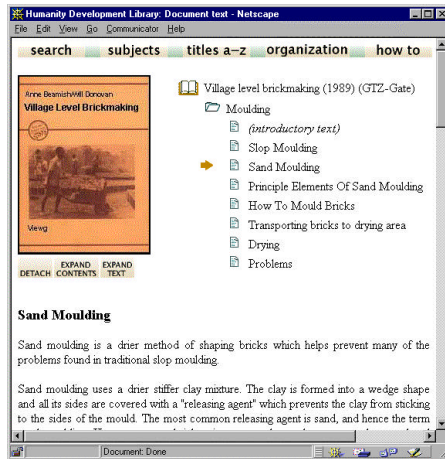 Humanity Development Library: Document text - Netscape
File Edit View Go Communicator Help
search subjects titles a–z organization how to
Anne Beamish/Will Donovan
Village Level Brickmaking
Vieweg
DETACH EXPAND CONTENTS EXPAND TEXT
Village level brickmaking (1989) (GTZ-Gate)
Moulding
(introductory text)
Slop Moulding
Sand Moulding
Principle Elements Of Sand Moulding
How To Mould Bricks
Transporting bricks to drying area
Drying
Problems
Sand Moulding
Sand moulding is a drier method of shaping bricks which helps prevent many of the
problems found in traditional slop moulding.
Sand moulding uses a drier stiffer clay mixture. The clay is formed into a wedge shape
and all its sides are covered with a "releasing agent" which prevents the clay from sticking
to the sides of the mould. The most common releasing agent is sand, and hence the term
Document: Done